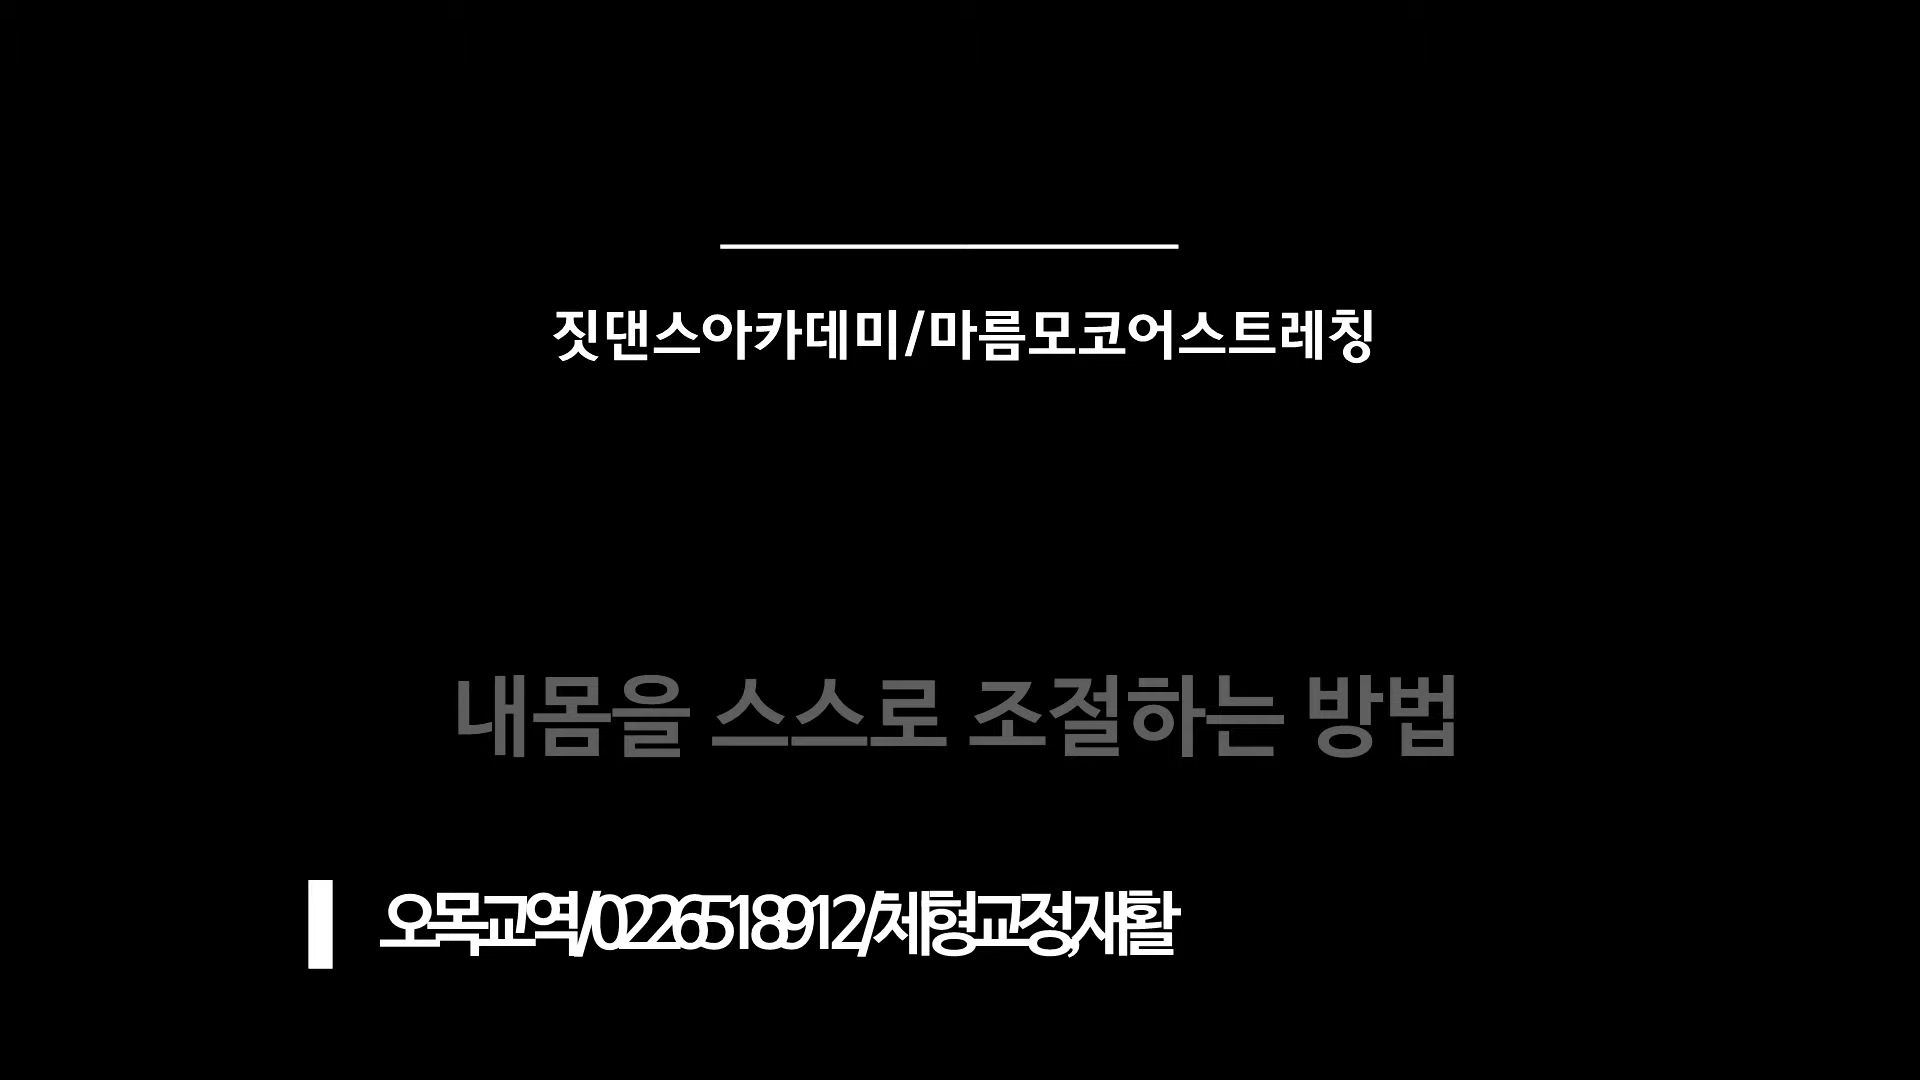 짓댄스아카데미/마름모코어스트레칭
내몸을 스스로 조절하는 방법
오목교역/0226518912/체형교정,재활